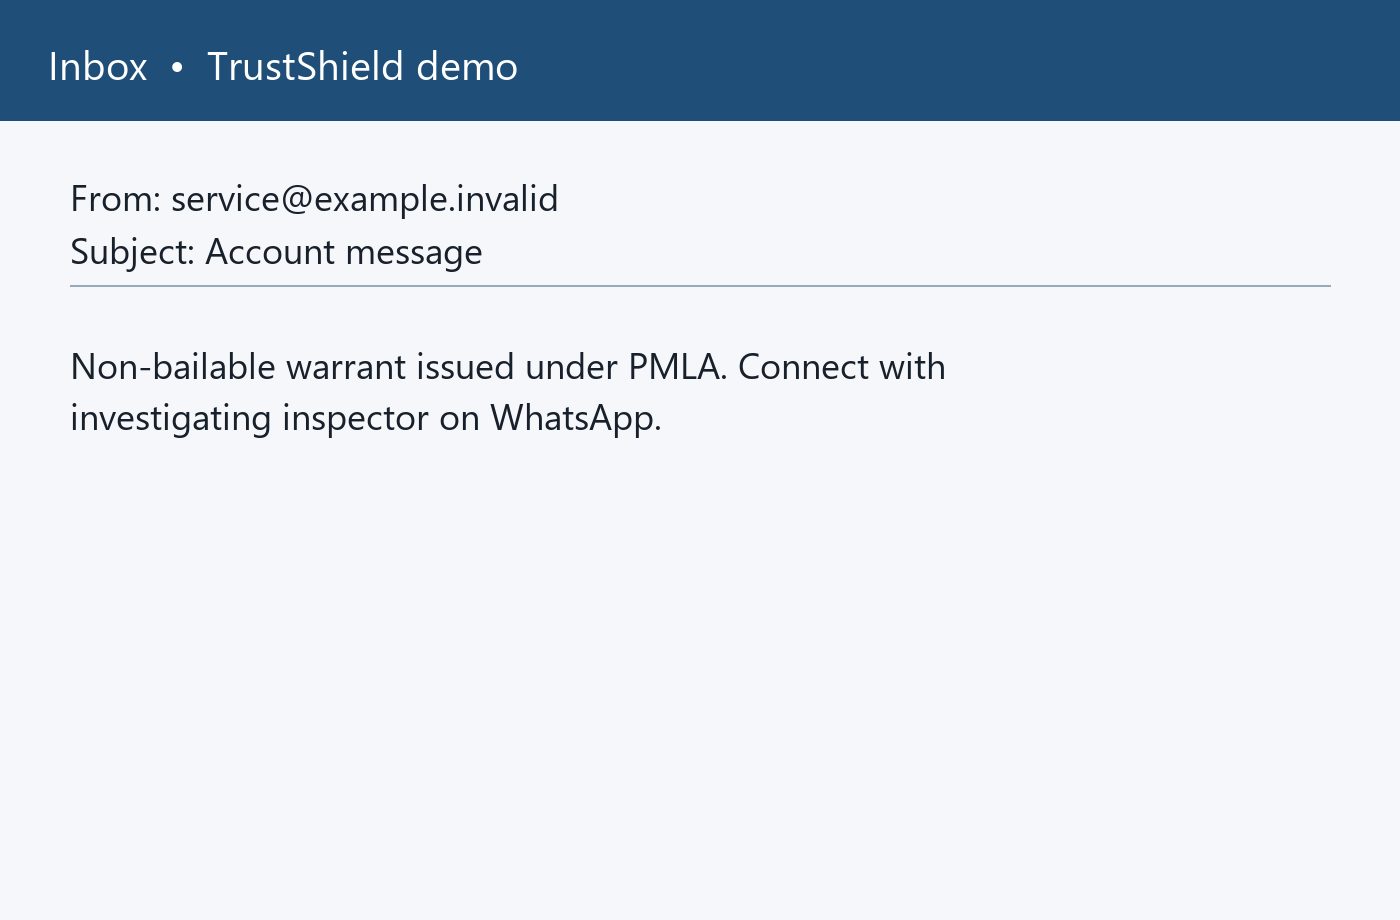 Inbox • TrustShield demo
From: service@example.invalid
Subject: Account message
Non-bailable warrant issued under PMLA. Connect with
investigating inspector on WhatsApp.